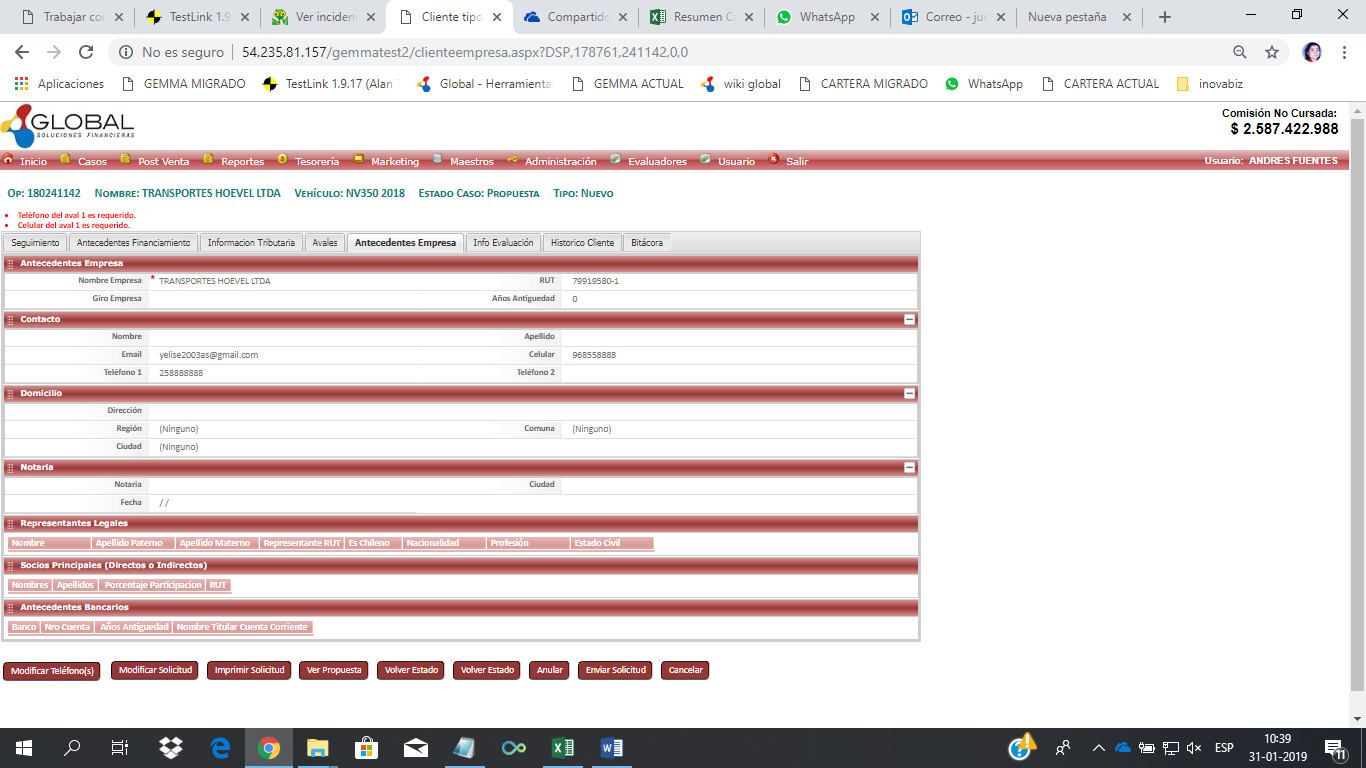 Trabajar co
TestLink 1.9
Ver inciden
Cliente tipo
Compartido
Resumen C
WhatsApp
Correo - jud
Nueva pestaña
No es seguro
54.235.81.157/gemmatest2/clienteempresa.aspx?DSP,178761,241142,0,0
Aplicaciones
GEMMA MIGRADO
TestLink 1.9.17 (Alan
Global - Herramienta
GEMMA ACTUAL
wiki global
CARTERA MIGRADO
WhatsApp
CARTERA ACTUAL
inovabiz
GLOBAL
SOLUCIONES FINANCIERAS
Comisión No Cursada:
$ 2.587.422.988
Inicio Casos Post Venta Reportes Tesorería Marketing Maestros Administración Evaluadores Usuario Salir
Usuario: ANDRES FUENTES
Op: 180241142 Nombre: TRANSPORTES HOEVEL LTDA Vehículo: NV350 2018 Estado Caso: Propuesta Tipo: Nuevo
Teléfono del aval 1 es requerido.
Celular del aval 1 es requerido.
Seguimiento Antecedentes Financiamiento Informacion Tributaria Avales Antecedentes Empresa Info Evaluación Historico Cliente Bitácora
Antecedentes Empresa
Nombre Empresa * TRANSPORTES HOEVEL LTDA RUT 79919580-1
Giro Empresa Años Antiguedad 0
Contacto
Nombre Apellido
Email yelise2003as@gmail.com Celular 968558888
Teléfono 1 258888888 Teléfono 2
Domicilio
Dirección
Región (Ninguno) Comuna (Ninguno)
Ciudad (Ninguno)
Notaria
Notaria Ciudad
Fecha / /
Representantes Legales
Nombre Apellido Paterno Apellido Materno Representante RUT Es Chileno Nacionalidad Profesión Estado Civil
Socios Principales (Directos o Indirectos)
Nombres Apellidos Porcentaje Participacion RUT
Antecedentes Bancarios
Banco Nro Cuenta Años Antiguedad Nombre Titular Cuenta Corriente
Modificar Teléfono(s) Modificar Solicitud Imprimir Solicitud Ver Propuesta Volver Estado Volver Estado Anular Enviar Solicitud Cancelar
ESP
10:39
31-01-2019
11